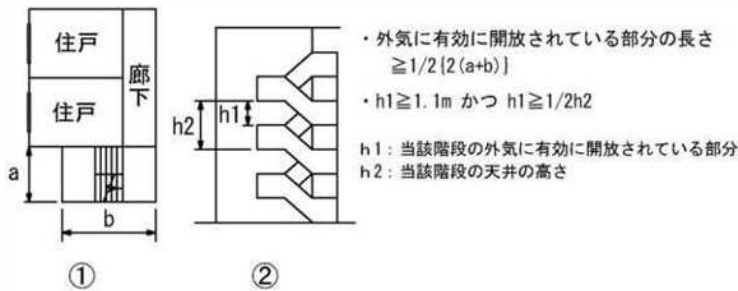 住戸
廊下
住戸
a
b
①
h2
h1
②
・外気に有効に開放されている部分の長さ
≧1/2{2(a+b)}
・h1≧1.1m かつ h1≧1/2h2
h1：当該階段の外気に有効に開放されている部分
h2：当該階段の天井の高さ